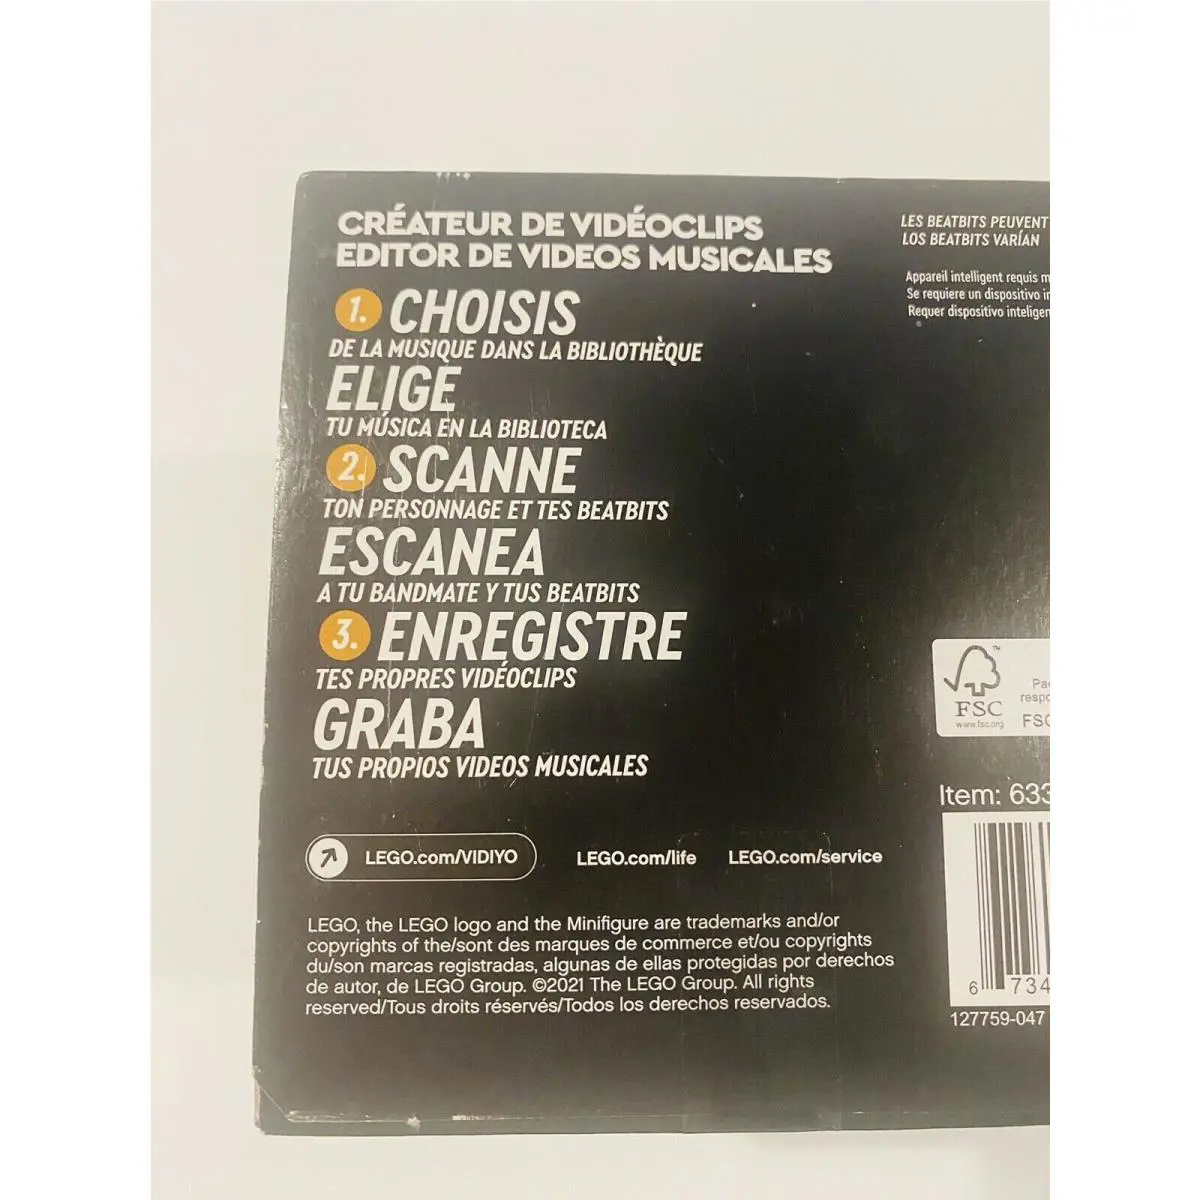 CRÉATEUR DE VIDÉOCLIPS
EDITOR DE VIDEOS MUSICALES
1. CHOISIS
DE LA MUSIQUE DANS LA BIBLIOTHÈQUE
ELIGE
TU MÚSICA EN LA BIBLIOTECA
2. SCANNE
TON PERSONNAGE ET TES BEATBITS
ESCANEA
A TU BANDMATE Y TUS BEATBITS
3. ENREGISTRE
TES PROPRES VIDÉOCLIPS
GRABA
TUS PROPIOS VIDEOS MUSICALES
LEGO.com/VIDIYO
LEGO.com/life
LEGO.com/service
LEGO, the LEGO logo and the Minifigure are trademarks and/or
copyrights of the/sont des marques de commerce et/ou copyrights
du/son marcas registradas, algunas de ellas protegidas por derechos
de autor, de LEGO Group. ©2021 The LEGO Group. All rights
reserved/Tous droits réservés/Todos los derechos reservados.
LES BEATBITS PEUVENT
LOS BEATBITS VARÍAN
Appareil intelligent requis
Se requiere un dispositivo
Requer dispositivo
FSC
www.fsc.org
FSC
Item: 633
6 734
127759-047